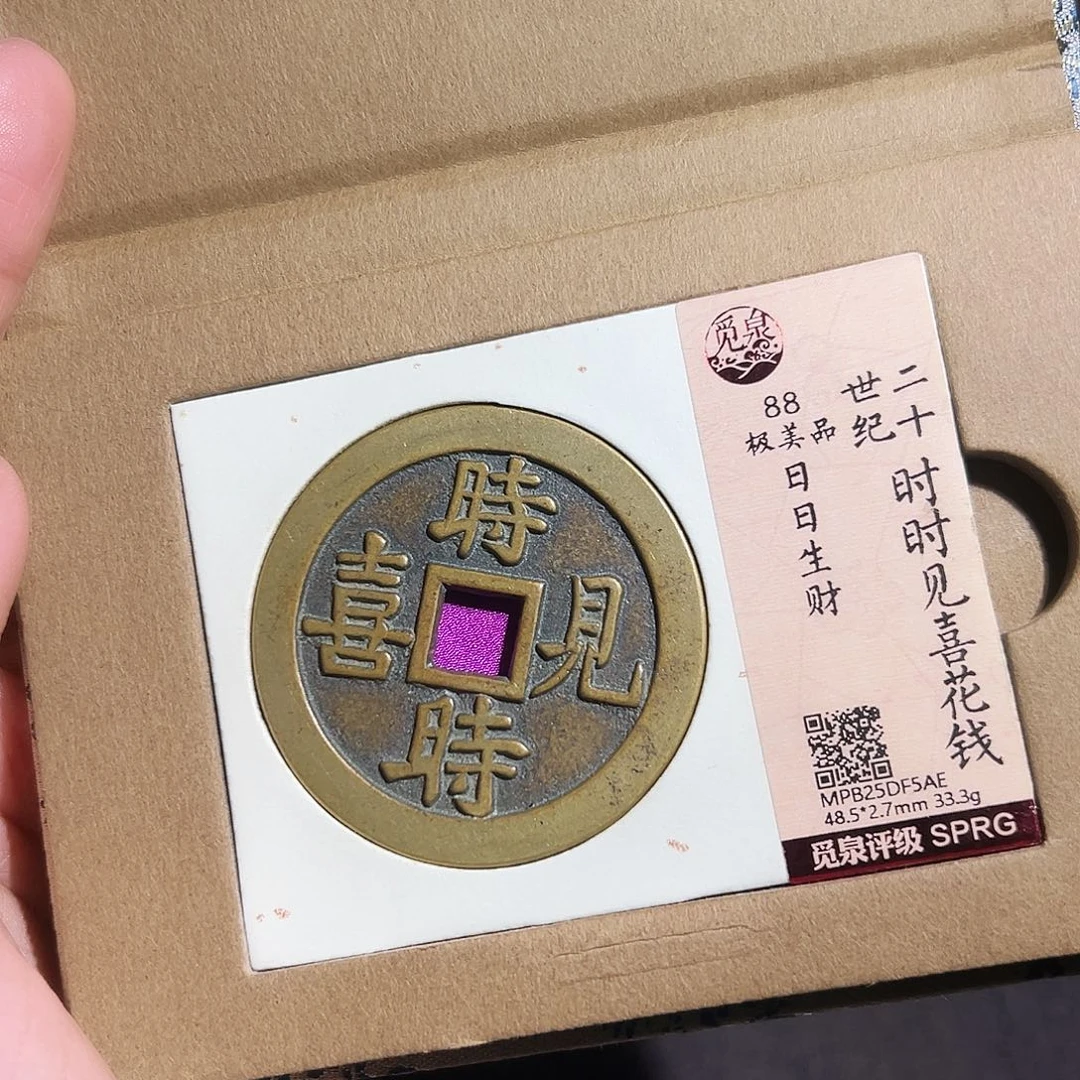 時
時
見
喜
觅泉
二十
世纪
时时见喜花钱
88
极美品
日日生财
MPB25DF5AE
48.5*2.7mm 33.3g
觅泉评级 SPRG